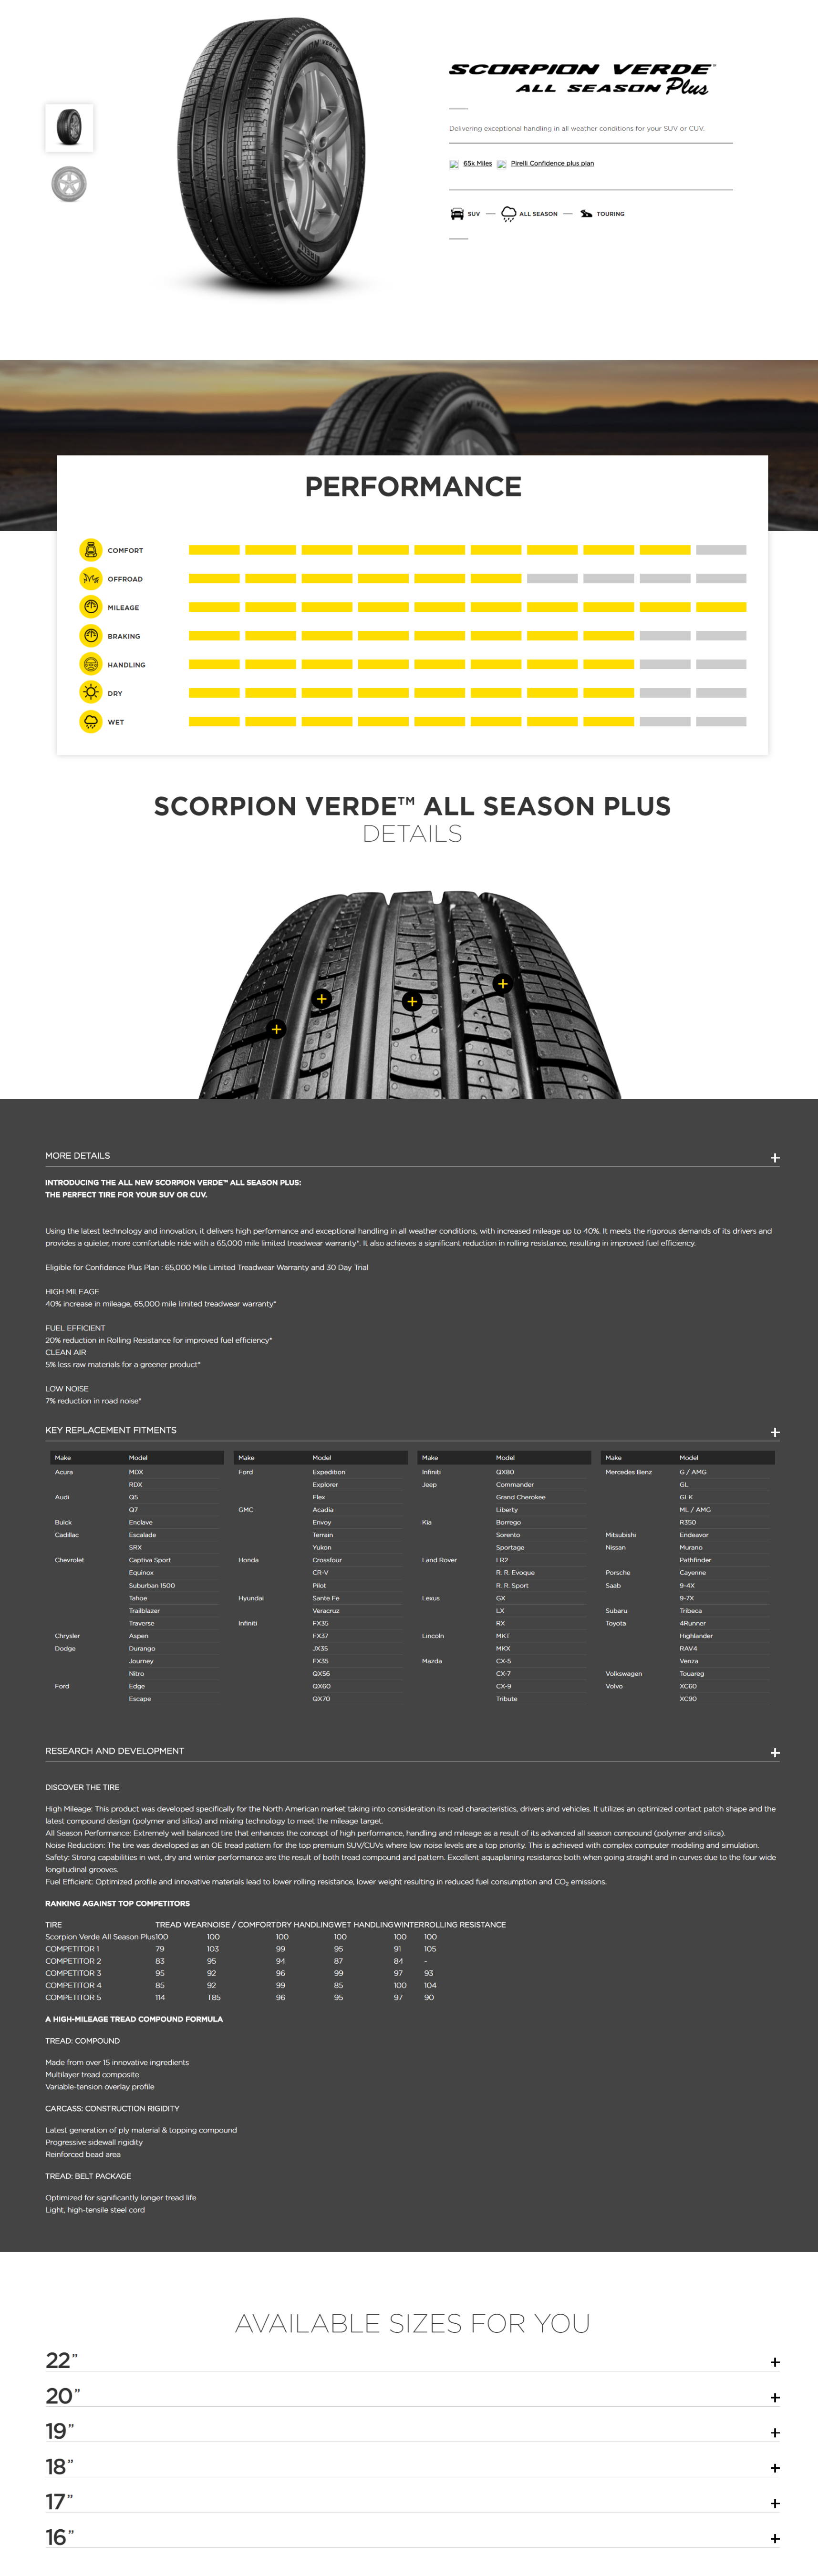 SCORPION VERDE™
ALL SEASON Plus
Delivering exceptional handling in all weather conditions for your SUV or CUV.
65k Miles Pirelli Confidence plus plan
SUV — ALL SEASON — TOURING
PERFORMANCE
COMFORT
OFFROAD
MILEAGE
BRAKING
HANDLING
DRY
WET
SCORPION VERDE™ ALL SEASON PLUS
DETAILS
MORE DETAILS +
INTRODUCING THE ALL NEW SCORPION VERDE™ ALL SEASON PLUS:
THE PERFECT TIRE FOR YOUR SUV OR CUV.
Using the latest technology and innovation, it delivers high performance and exceptional handling in all weather conditions, with increased mileage up to 40%. It meets the rigorous demands of its drivers and
provides a quieter, more comfortable ride with a 65,000 mile limited treadwear warranty*. It also achieves a significant reduction in rolling resistance, resulting in improved fuel efficiency.
Eligible for Confidence Plus Plan : 65,000 Mile Limited Treadwear Warranty and 30 Day Trial
HIGH MILEAGE
40% increase in mileage, 65,000 mile limited treadwear warranty*
FUEL EFFICIENT
20% reduction in Rolling Resistance for improved fuel efficiency*
CLEAN AIR
5% less raw materials for a greener product*
LOW NOISE
7% reduction in road noise*
KEY REPLACEMENT FITMENTS +
Make Model Make Model Make Model Make Model
Acura MDX Ford Expedition Infiniti QX80 Mercedes Benz G / AMG
RDX Explorer Jeep Commander GL
Audi Q5 Flex Grand Cherokee GLK
Q7 GMC Acadia Liberty ML / AMG
Buick Enclave Envoy Kia Borrego R350
Cadillac Escalade Terrain Sorento Mitsubishi Endeavor
SRX Yukon Sportage Nissan Murano
Chevrolet Captiva Sport Honda Crossfour Land Rover LR2 Pathfinder
Equinox CR-V R. R. Evoque Porsche Cayenne
Suburban 1500 Pilot R. R. Sport Saab 9-4X
Tahoe Hyundai Sante Fe Lexus GX 9-7X
Trailblazer Veracruz LX Subaru Tribeca
Traverse Infiniti FX35 RX Toyota 4Runner
Chrysler Aspen FX37 Lincoln MKT Highlander
Dodge Durango JX35 MKX RAV4
Journey FX35 Mazda CX-5 Venza
Nitro QX56 CX-7 Volkswagen Touareg
Ford Edge QX60 CX-9 Volvo XC60
Escape QX70 Tribute XC90
RESEARCH AND DEVELOPMENT +
DISCOVER THE TIRE
High Mileage: This product was developed specifically for the North American market taking into consideration its road characteristics, drivers and vehicles. It utilizes an optimized contact patch shape and the
latest compound design (polymer and silica) and mixing technology to meet the mileage target.
All Season Performance: Extremely well balanced tire that enhances the concept of high performance, handling and mileage as a result of its advanced all season compound (polymer and silica).
Noise Reduction: The tire was developed as an OE tread pattern for the top premium SUV/CUVs where low noise levels are a top priority. This is achieved with complex computer modeling and simulation.
Safety: Strong capabilities in wet, dry and winter performance are the result of both tread compound and pattern. Excellent aquaplaning resistance both when going straight and in curves due to the four wide
longitudinal grooves.
Fuel Efficient: Optimized profile and innovative materials lead to lower rolling resistance, lower weight resulting in reduced fuel consumption and CO₂ emissions.
RANKING AGAINST TOP COMPETITORS
TIRE TREAD WEARNOISE / COMFORTDRY HANDLINGWET HANDLINGWINTERROLLING RESISTANCE
Scorpion Verde All Season Plus100 100 100 100 100 100
COMPETITOR 1 79 103 99 95 91 105
COMPETITOR 2 83 95 94 87 84 -
COMPETITOR 3 95 92 96 99 97 93
COMPETITOR 4 85 92 99 85 100 104
COMPETITOR 5 114 T85 96 95 97 90
A HIGH-MILEAGE TREAD COMPOUND FORMULA
TREAD: COMPOUND
Made from over 15 innovative ingredients
Multilayer tread composite
Variable-tension overlay profile
CARCASS: CONSTRUCTION RIGIDITY
Latest generation of ply material & topping compound
Progressive sidewall rigidity
Reinforced bead area
TREAD: BELT PACKAGE
Optimized for significantly longer tread life
Light, high-tensile steel cord
AVAILABLE SIZES FOR YOU
22" +
20" +
19" +
18" +
17" +
16" +